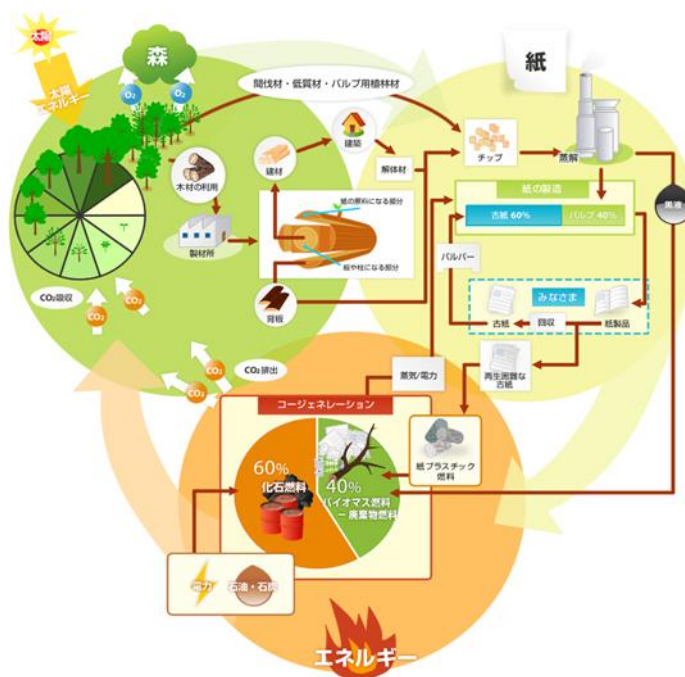 太陽
森
太陽
エネルギー
O₂
O₂
間伐材・低質材・パルプ用植林材
紙
建築
建材
チップ
蒸解
解体材
木材の利用
紙の原料になる部分
紙の製造
黒液
古紙 60%
パルプ 40%
製材所
板や柱になる部分
パルパー
みなさま
背板
古紙
回収
紙製品
CO₂吸収
CO₂
CO₂
CO₂
CO₂
CO₂排出
蒸気/電力
再生困難な
古紙
コージェネレーション
60%
化石燃料
40%
バイオマス燃料
ー廃棄物燃料
紙プラスチック
燃料
電力
石油・石炭
エネルギー